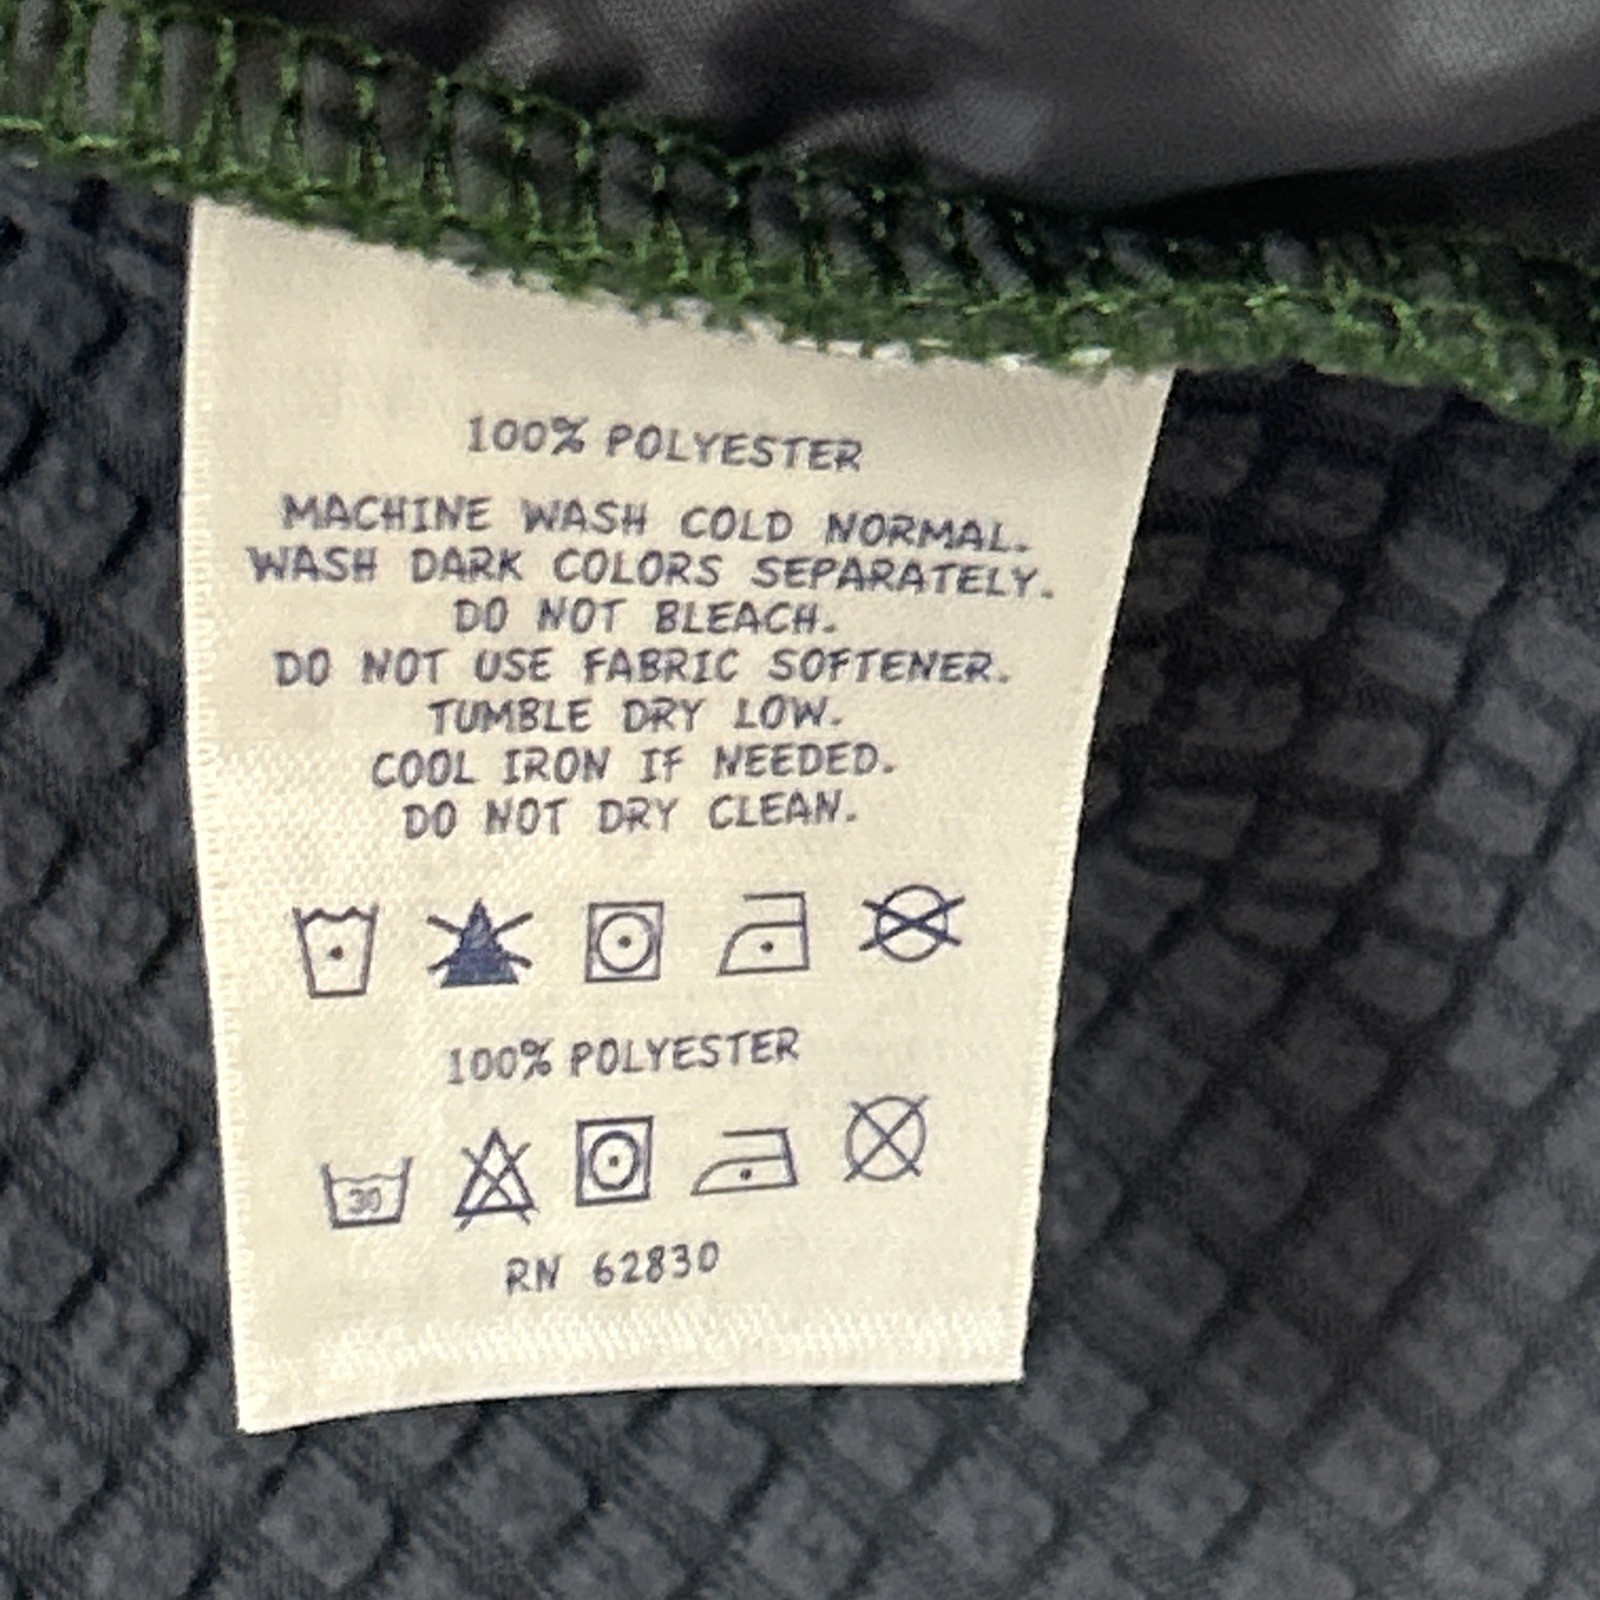 100% POLYESTER
MACHINE WASH COLD NORMAL.
WASH DARK COLORS SEPARATELY.
DO NOT BLEACH.
DO NOT USE FABRIC SOFTENER.
TUMBLE DRY LOW.
COOL IRON IF NEEDED.
DO NOT DRY CLEAN.
100% POLYESTER
30
RN 62830